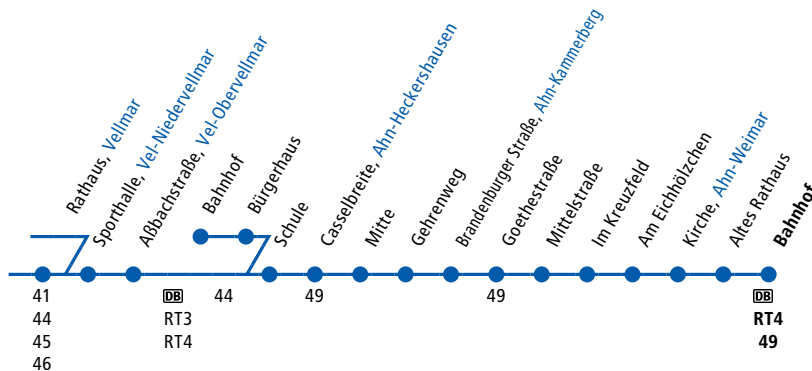 Rathaus, Vellmar
Sporthalle, Vel-Niedervellmar
Aßbachstraße, Vel-Obervellmar
Bahnhof
Bürgerhaus
Schule
Casselbreite, Ahn-Heckershausen
Mitte
Gehrenweg
Brandenburger Straße, Ahn-Kammerberg
Goethestraße
Mittelstraße
Im Kreuzfeld
Am Eichhölzchen
Kirche, Ahn-Weimar
Altes Rathaus
Bahnhof
41 DB 44 49 49 DB
44 RT3 RT4
45 RT4 49
46